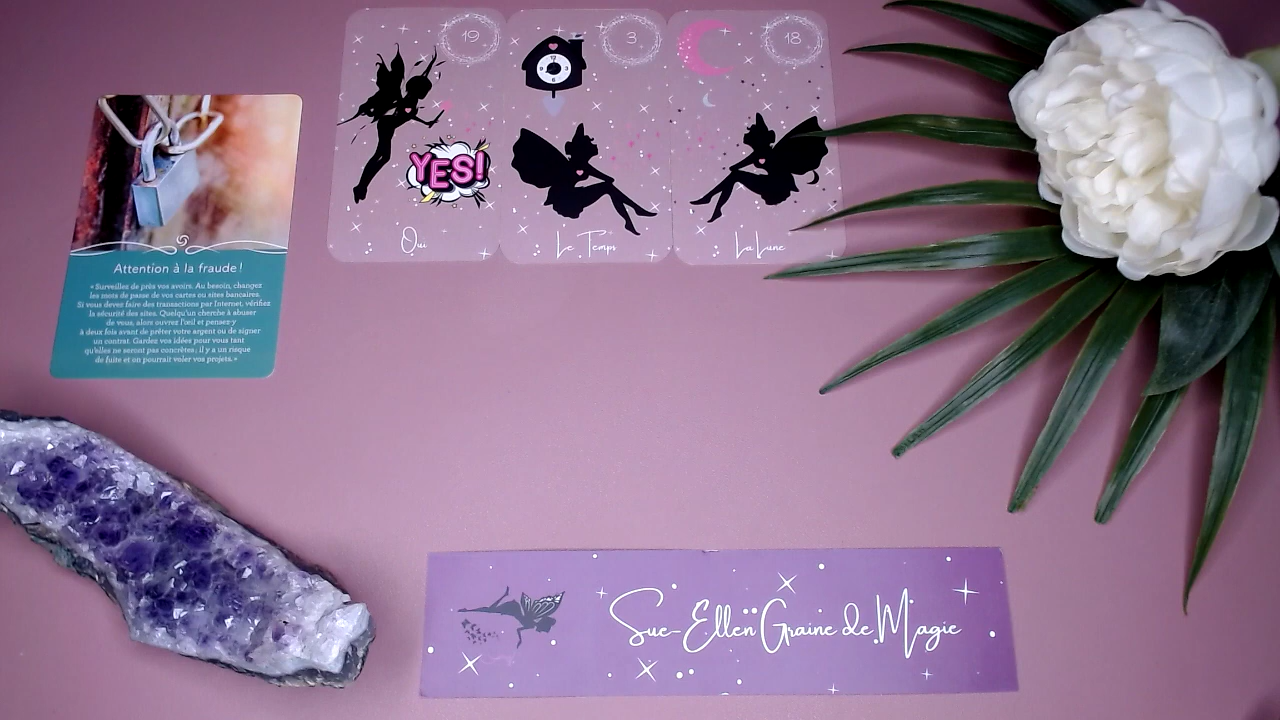 19
3
18
12
9
3
6
YES!
Oui
Le Temps
La Lune
Attention à la fraude!
« Surveillez de près vos avoirs. Au besoin, changez
les mots de passe de vos cartes ou sites bancaires.
Si vous devez faire des transactions par Internet, vérifiez
la sécurité des sites. Quelqu'un cherche à abuser
de vous, alors ouvrez l'œil et pensez-y
à deux fois avant de prêter votre argent ou de signer
un contrat. Gardez vos idées pour vous tant
qu'elles ne seront pas concrètes; il y a un risque
de fuite et on pourrait voler vos projets. »
Sue-Ellen Graine de Magie